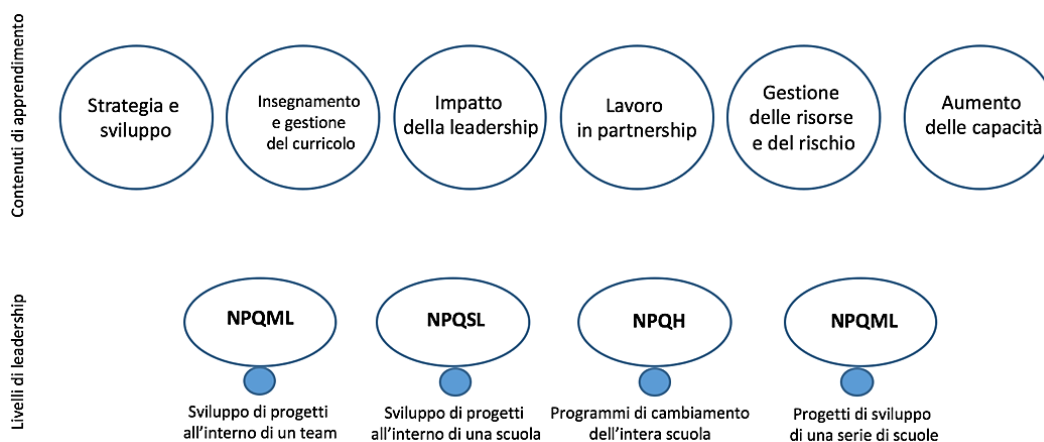 Contenuti di apprendimento
Strategia e
sviluppo
Insegnamento
e gestione
del curricolo
Impatto
della leadership
Lavoro
in partnership
Gestione
delle risorse
e del rischio
Aumento
delle capacità
Livelli di leadership
NPQML
Sviluppo di progetti
all'interno di un team
NPQSL
Sviluppo di progetti
all'interno di una scuola
NPQH
Programmi di cambiamento
dell'intera scuola
NPQML
Progetti di sviluppo
di una serie di scuole